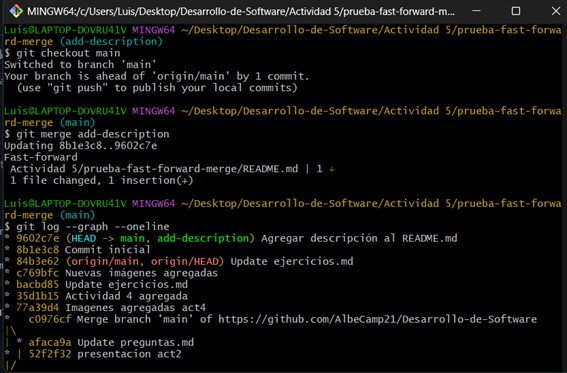 MINGW64:/c/Users/Luis/Desktop/Desarrollo-de-Software/Actividad 5/prueba-fast-forward-m...
Luis@LAPTOP-DOVRU41V MINGW64 ~/Desktop/Desarrollo-de-Software/Actividad 5/prueba-fast-forwa
rd-merge (add-description)
$ git checkout main
Switched to branch 'main'
Your branch is ahead of 'origin/main' by 1 commit.
(use "git push" to publish your local commits)
Luis@LAPTOP-DOVRU41V MINGW64 ~/Desktop/Desarrollo-de-Software/Actividad 5/prueba-fast-forwa
rd-merge (main)
$ git merge add-description
Updating 8b1e3c8..9602c7e
Fast-forward
Actividad 5/prueba-fast-forward-merge/README.md | 1 +
1 file changed, 1 insertion(+)
Luis@LAPTOP-DOVRU41V MINGW64 ~/Desktop/Desarrollo-de-Software/Actividad 5/prueba-fast-forwa
rd-merge (main)
$ git log --graph --oneline
* 9602c7e (HEAD -> main, add-description) Agregar descripción al README.md
* 8b1e3c8 Commit inicial
* 84b3e62 (origin/main, origin/HEAD) Update ejercicios.md
* c769bfc Nuevas imágenes agregadas
* bacbd85 Update ejercicios.md
* 35d1b15 Actividad 4 agregada
* 77a39d4 Imagenes agregadas act4
*   c0976cf Merge branch 'main' of https://github.com/AlbeCamp21/Desarrollo-de-Software
|\
| * afaca9a Update preguntas.md
* | 52f2f32 presentacion act2
|/